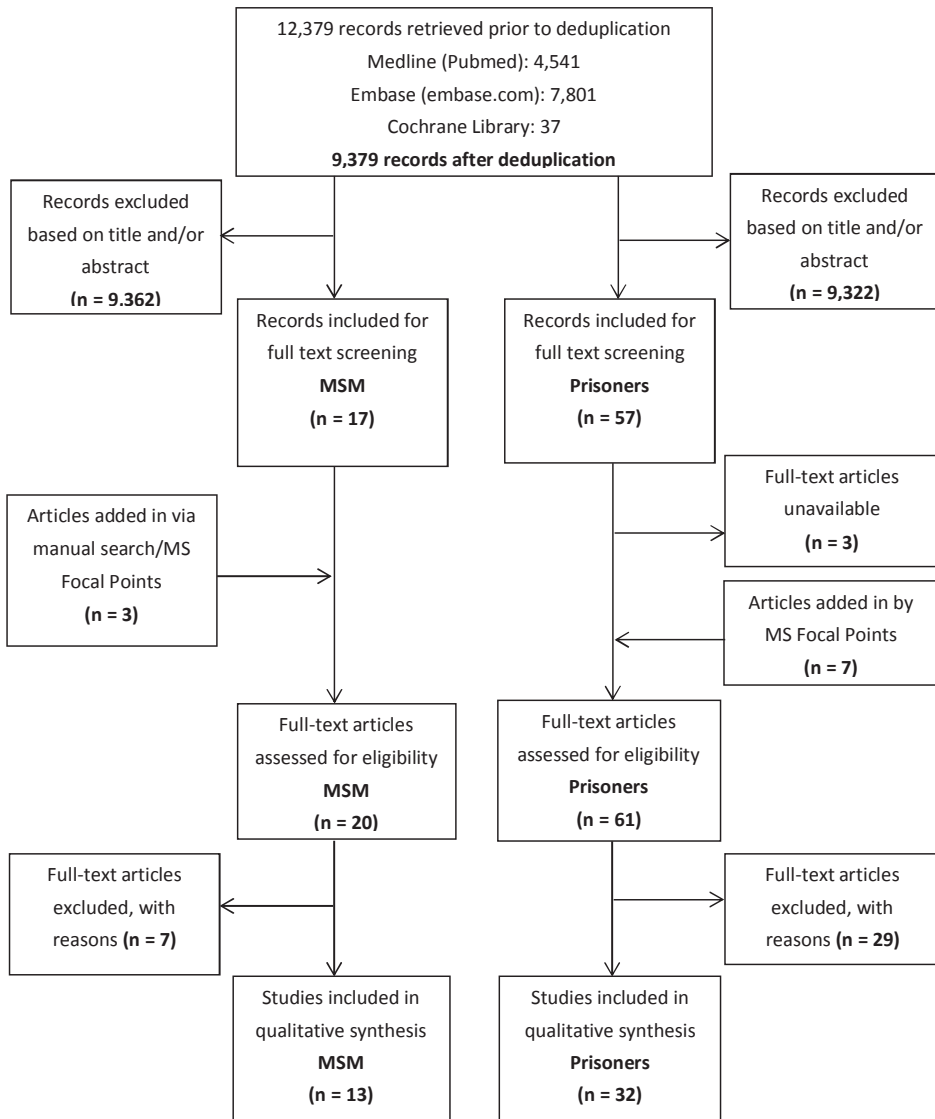 12,379 records retrieved prior to deduplication
Medline (Pubmed): 4,541
Embase (embase.com): 7,801
Cochrane Library: 37
9,379 records after deduplication
Records excluded
based on title and/or
abstract
(n = 9.362)
Records excluded
based on title and/or
abstract
(n = 9,322)
Records included for
full text screening
MSM
(n = 17)
Records included for
full text screening
Prisoners
(n = 57)
Full-text articles
unavailable
(n = 3)
Articles added in via
manual search/MS
Focal Points
(n = 3)
Articles added in by
MS Focal Points
(n = 7)
Full-text articles
assessed for eligibility
MSM
(n = 20)
Full-text articles
assessed for eligibility
Prisoners
(n = 61)
Full-text articles
excluded, with
reasons (n = 7)
Full-text articles
excluded, with
reasons (n = 29)
Studies included in
qualitative synthesis
MSM
(n = 13)
Studies included in
qualitative synthesis
Prisoners
(n = 32)